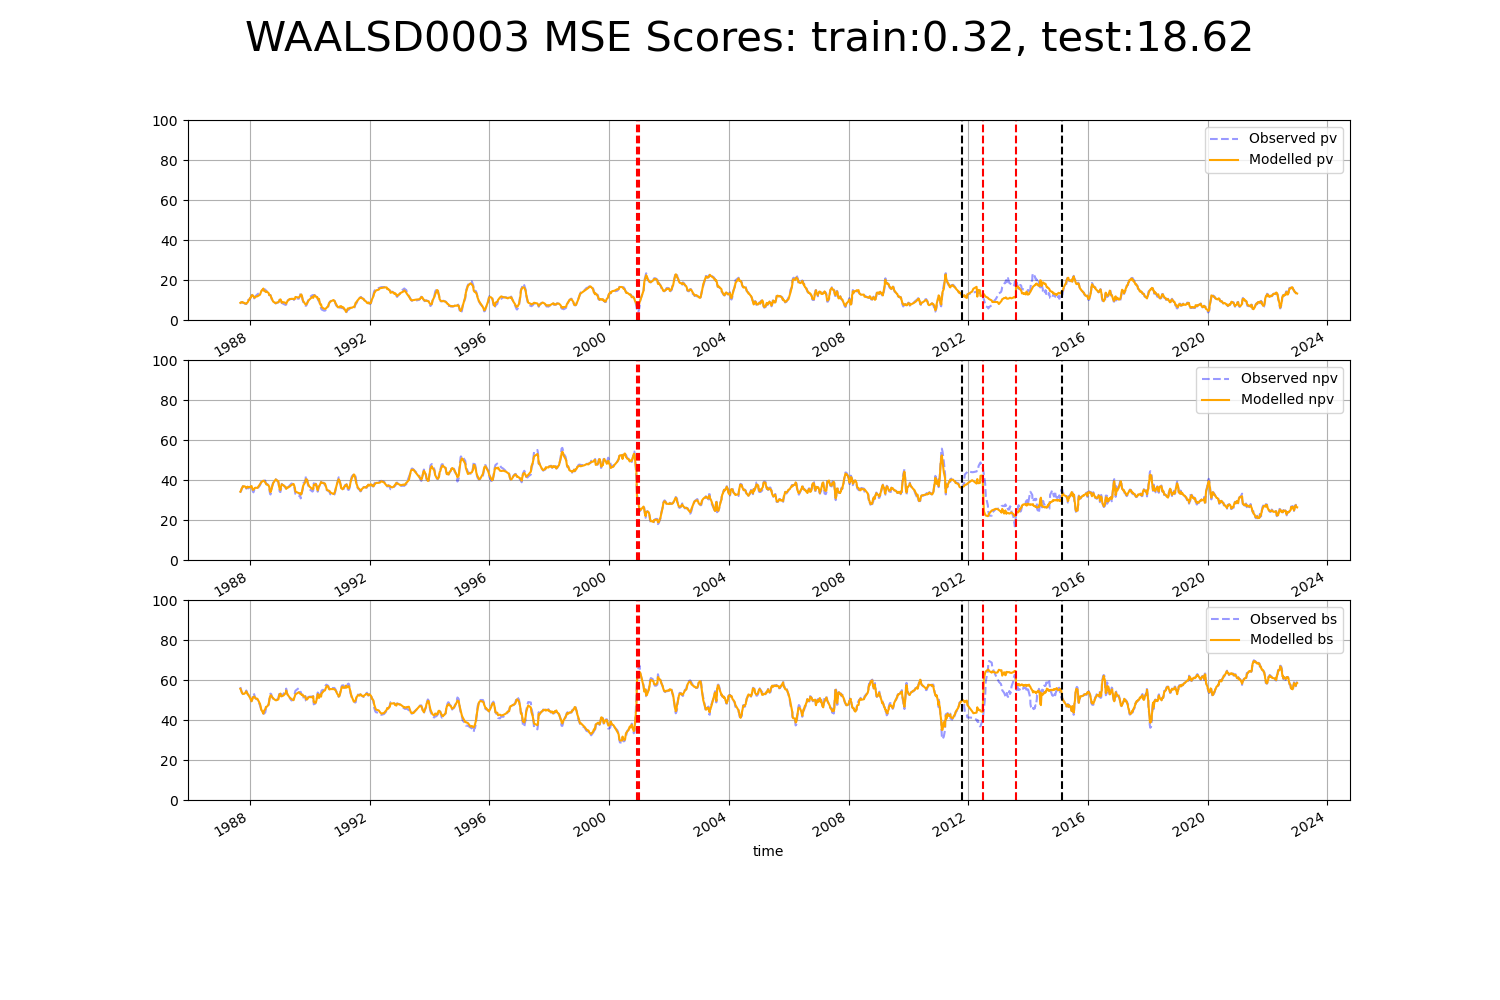 WAALSD0003 MSE Scores: train:0.32, test:18.62
100
80
60
40
20
0
Observed pv
Modelled pv
1988 1992 1996 2000 2004 2008 2012 2016 2020 2024
100
80
60
40
20
0
Observed npv
Modelled npv
1988 1992 1996 2000 2004 2008 2012 2016 2020 2024
100
80
60
40
20
0
Observed bs
Modelled bs
1988 1992 1996 2000 2004 2008 2012 2016 2020 2024
time